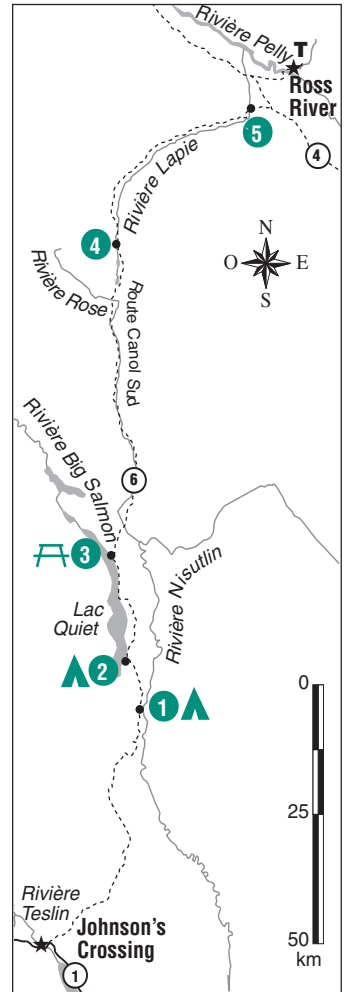 Rivière Pelly
T
Ross
River
5
4
Rivière Lapie
4
N
O
E
S
Rivière Rose
Route Canol Sud
6
Rivière Big Salmon
3
Rivière Nisutlin
Lac
Quiet
2
1
0
25
50
km
Rivière
Teslin
Johnson's
Crossing
1